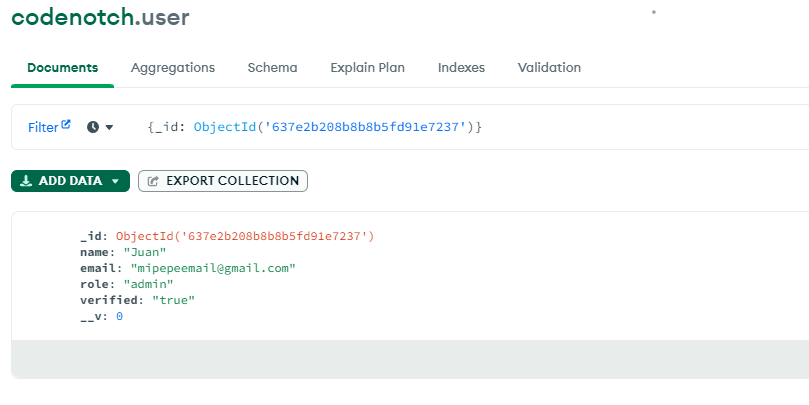 codenotch.user
Documents Aggregations Schema Explain Plan Indexes Validation
Filter {_id: ObjectId('637e2b208b8b8b5fd91e7237')}
ADD DATA EXPORT COLLECTION
_id: ObjectId('637e2b208b8b8b5fd91e7237')
name: "Juan"
email: "mipepeemail@gmail.com"
role: "admin"
verified: "true"
__v: 0